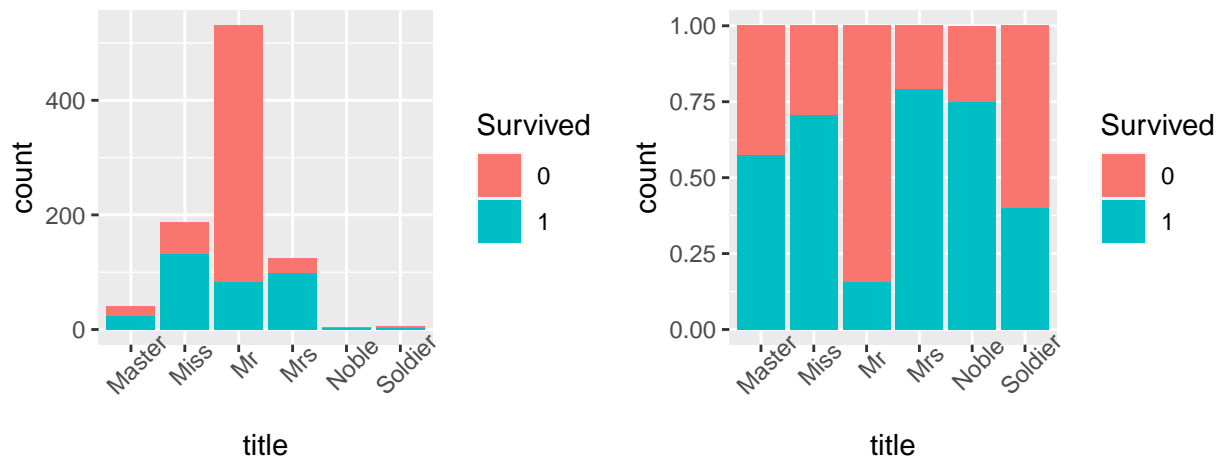 count
400
200
0
Master
Miss
Mr
Mrs
Noble
Soldier
title
Survived
0
1
count
1.00
0.75
0.50
0.25
0.00
Master
Miss
Mr
Mrs
Noble
Soldier
title
Survived
0
1